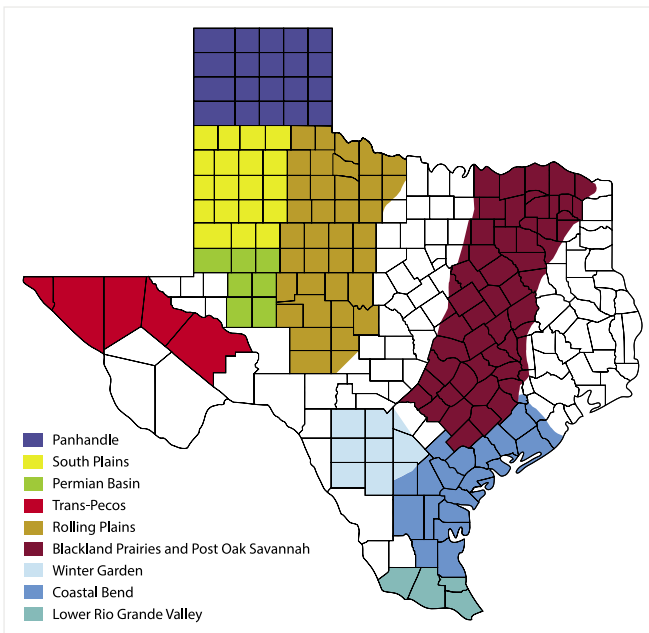 Panhandle
South Plains
Permian Basin
Trans-Pecos
Rolling Plains
Blackland Prairies and Post Oak Savannah
Winter Garden
Coastal Bend
Lower Rio Grande Valley